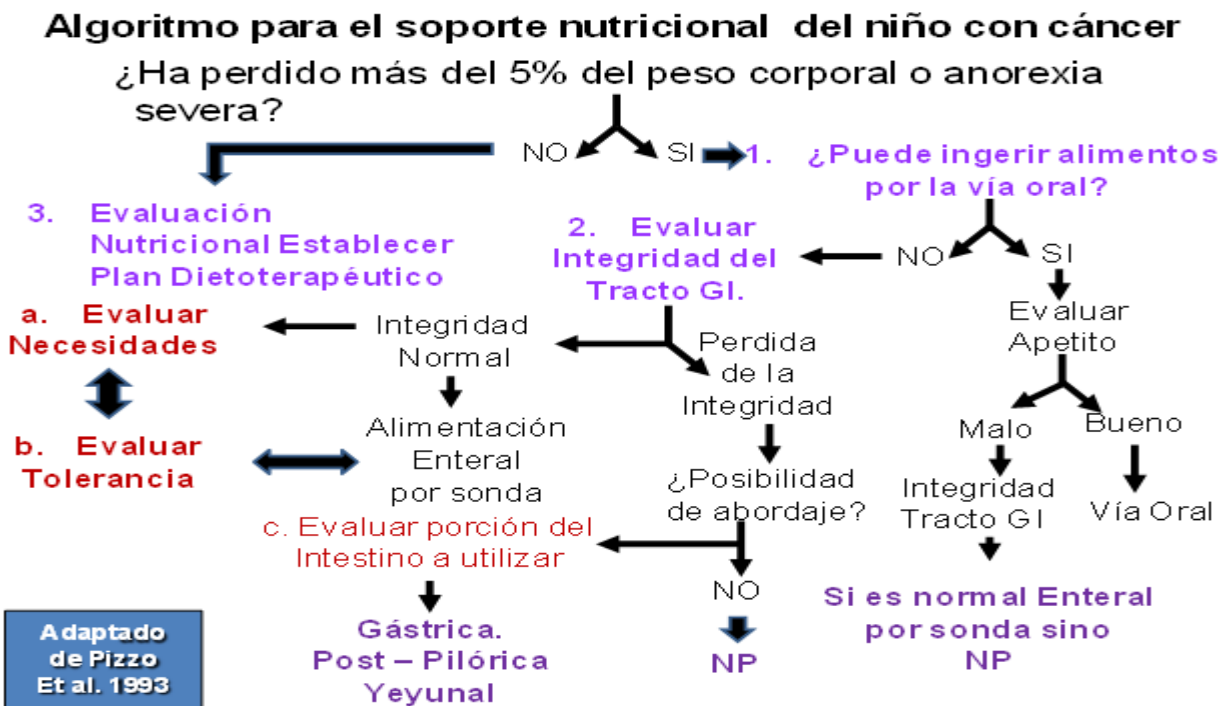 Algoritmo para el soporte nutricional del niño con cáncer
¿Ha perdido más del 5% del peso corporal o anorexia
severa?
NO
SI
1. ¿Puede ingerir alimentos
por la vía oral?
3. Evaluación
Nutricional Establecer
Plan Dietoterapéutico
2. Evaluar
Integridad del
Tracto GI.
NO
SI
a. Evaluar
Necesidades
Integridad
Normal
Perdida
de la
Integridad
Evaluar
Apetito
b. Evaluar
Tolerancia
Alimentación
Enteral
por sonda
¿Posibilidad
de abordaje?
Malo
Bueno
Integridad
Tracto GI
Vía Oral
c. Evaluar porción del
Intestino a utilizar
NO
Gástrica.
Post – Pilórica
Yeyunal
NP
Si es normal Enteral
por sonda sino
NP
Adaptado
de Pizzo
Et al. 1993